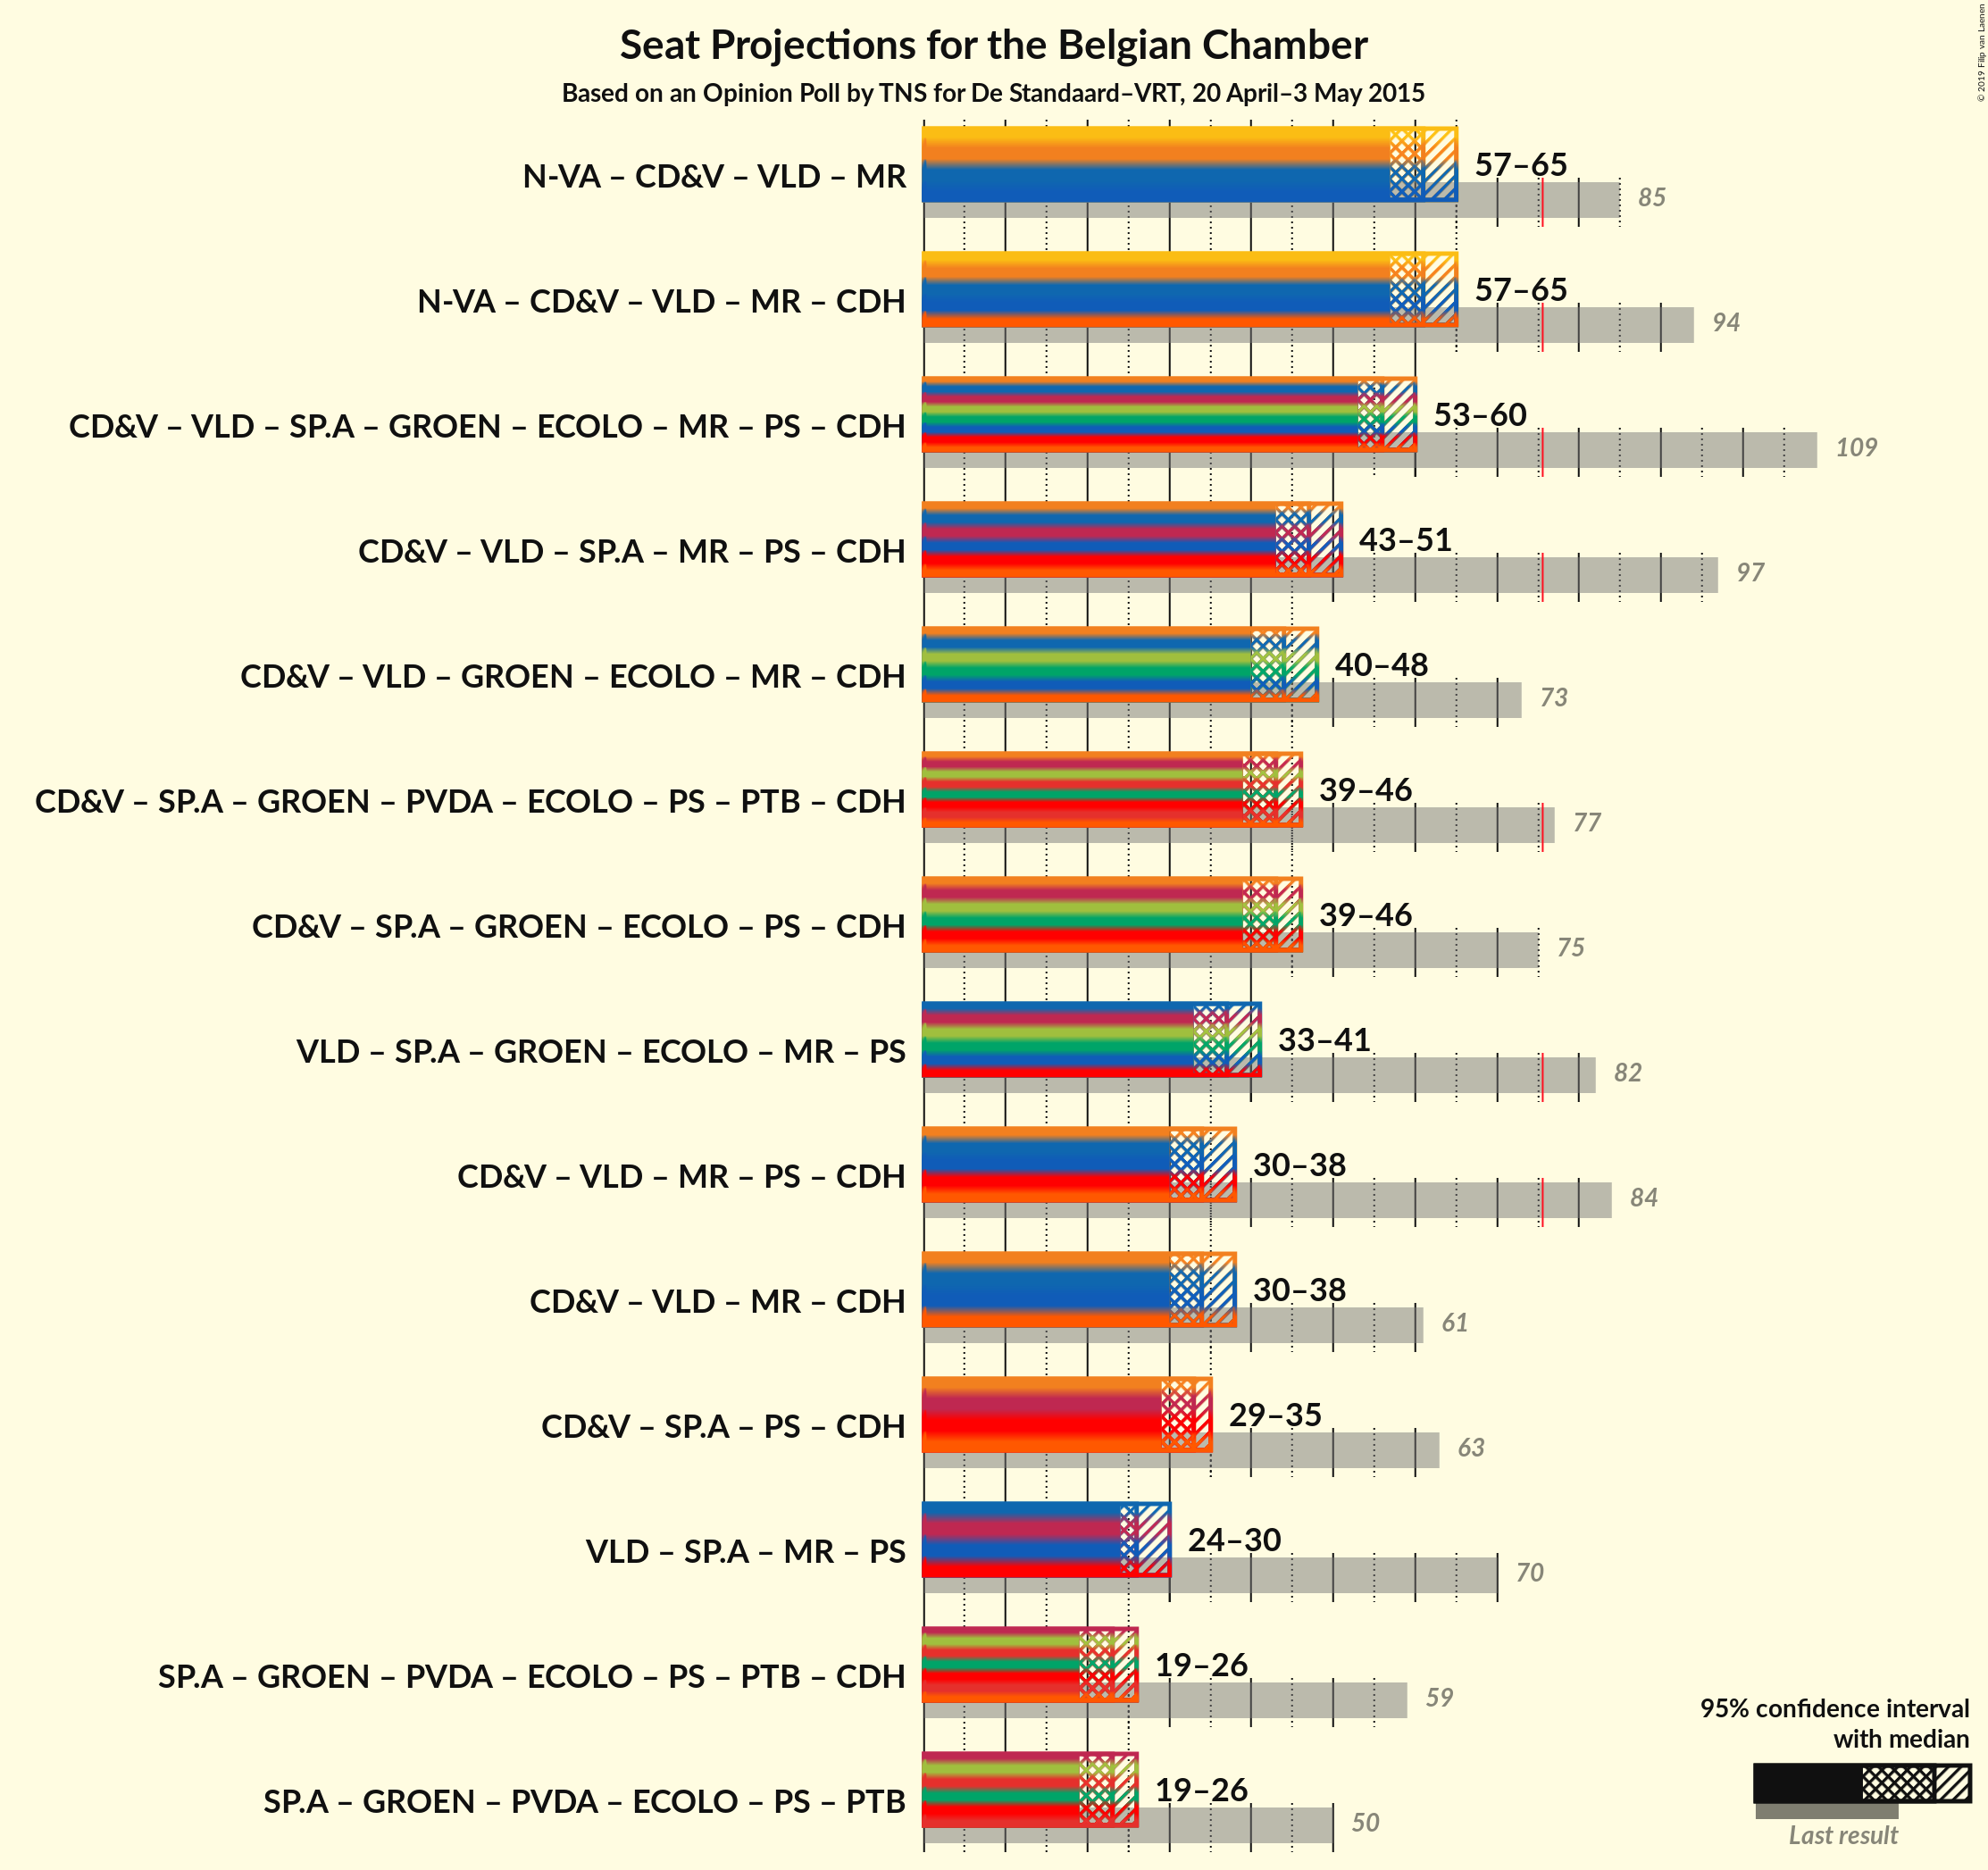 Seat Projections for the Belgian Chamber
Based on an Opinion Poll by TNS for De Standaard–VRT, 20 April–3 May 2015
© 2019 Filip van Laenen
N-VA – CD&V – VLD – MR
57–65
85
N-VA – CD&V – VLD – MR – CDH
57–65
94
CD&V – VLD – SP.A – GROEN – ECOLO – MR – PS – CDH
53–60
109
CD&V – VLD – SP.A – MR – PS – CDH
43–51
97
CD&V – VLD – GROEN – ECOLO – MR – CDH
40–48
73
CD&V – SP.A – GROEN – PVDA – ECOLO – PS – PTB – CDH
39–46
77
CD&V – SP.A – GROEN – ECOLO – PS – CDH
39–46
75
VLD – SP.A – GROEN – ECOLO – MR – PS
33–41
82
CD&V – VLD – MR – PS – CDH
30–38
84
CD&V – VLD – MR – CDH
30–38
61
CD&V – SP.A – PS – CDH
29–35
63
VLD – SP.A – MR – PS
24–30
70
SP.A – GROEN – PVDA – ECOLO – PS – PTB – CDH
19–26
59
SP.A – GROEN – PVDA – ECOLO – PS – PTB
19–26
50
95% confidence interval
with median
Last result